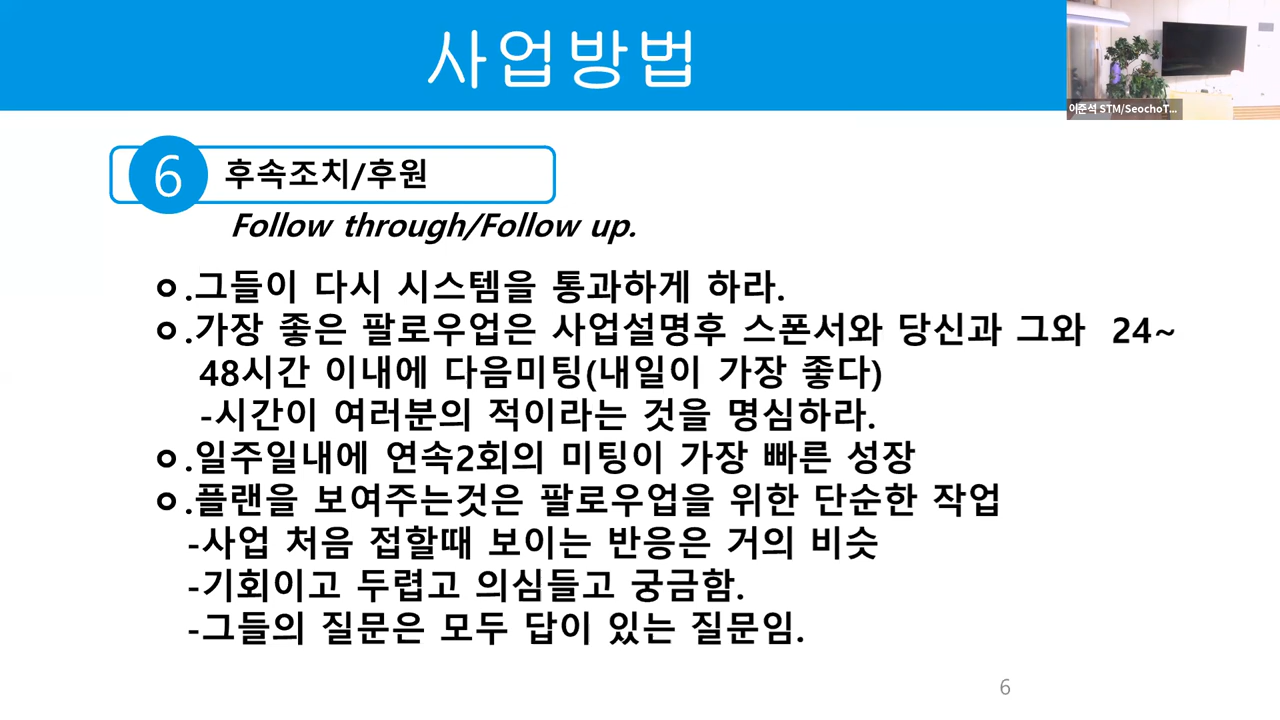 사업방법
이준석 STM/SeochoT...
6 후속조치/후원
Follow through/Follow up.
ㅇ.그들이 다시 시스템을 통과하게 하라.
ㅇ.가장 좋은 팔로우업은 사업설명후 스폰서와 당신과 그와 24~
48시간 이내에 다음미팅(내일이 가장 좋다)
-시간이 여러분의 적이라는 것을 명심하라.
ㅇ.일주일내에 연속2회의 미팅이 가장 빠른 성장
ㅇ.플랜을 보여주는것은 팔로우업을 위한 단순한 작업
-사업 처음 접할때 보이는 반응은 거의 비슷
-기회이고 두렵고 의심들고 궁금함.
-그들의 질문은 모두 답이 있는 질문임.
6